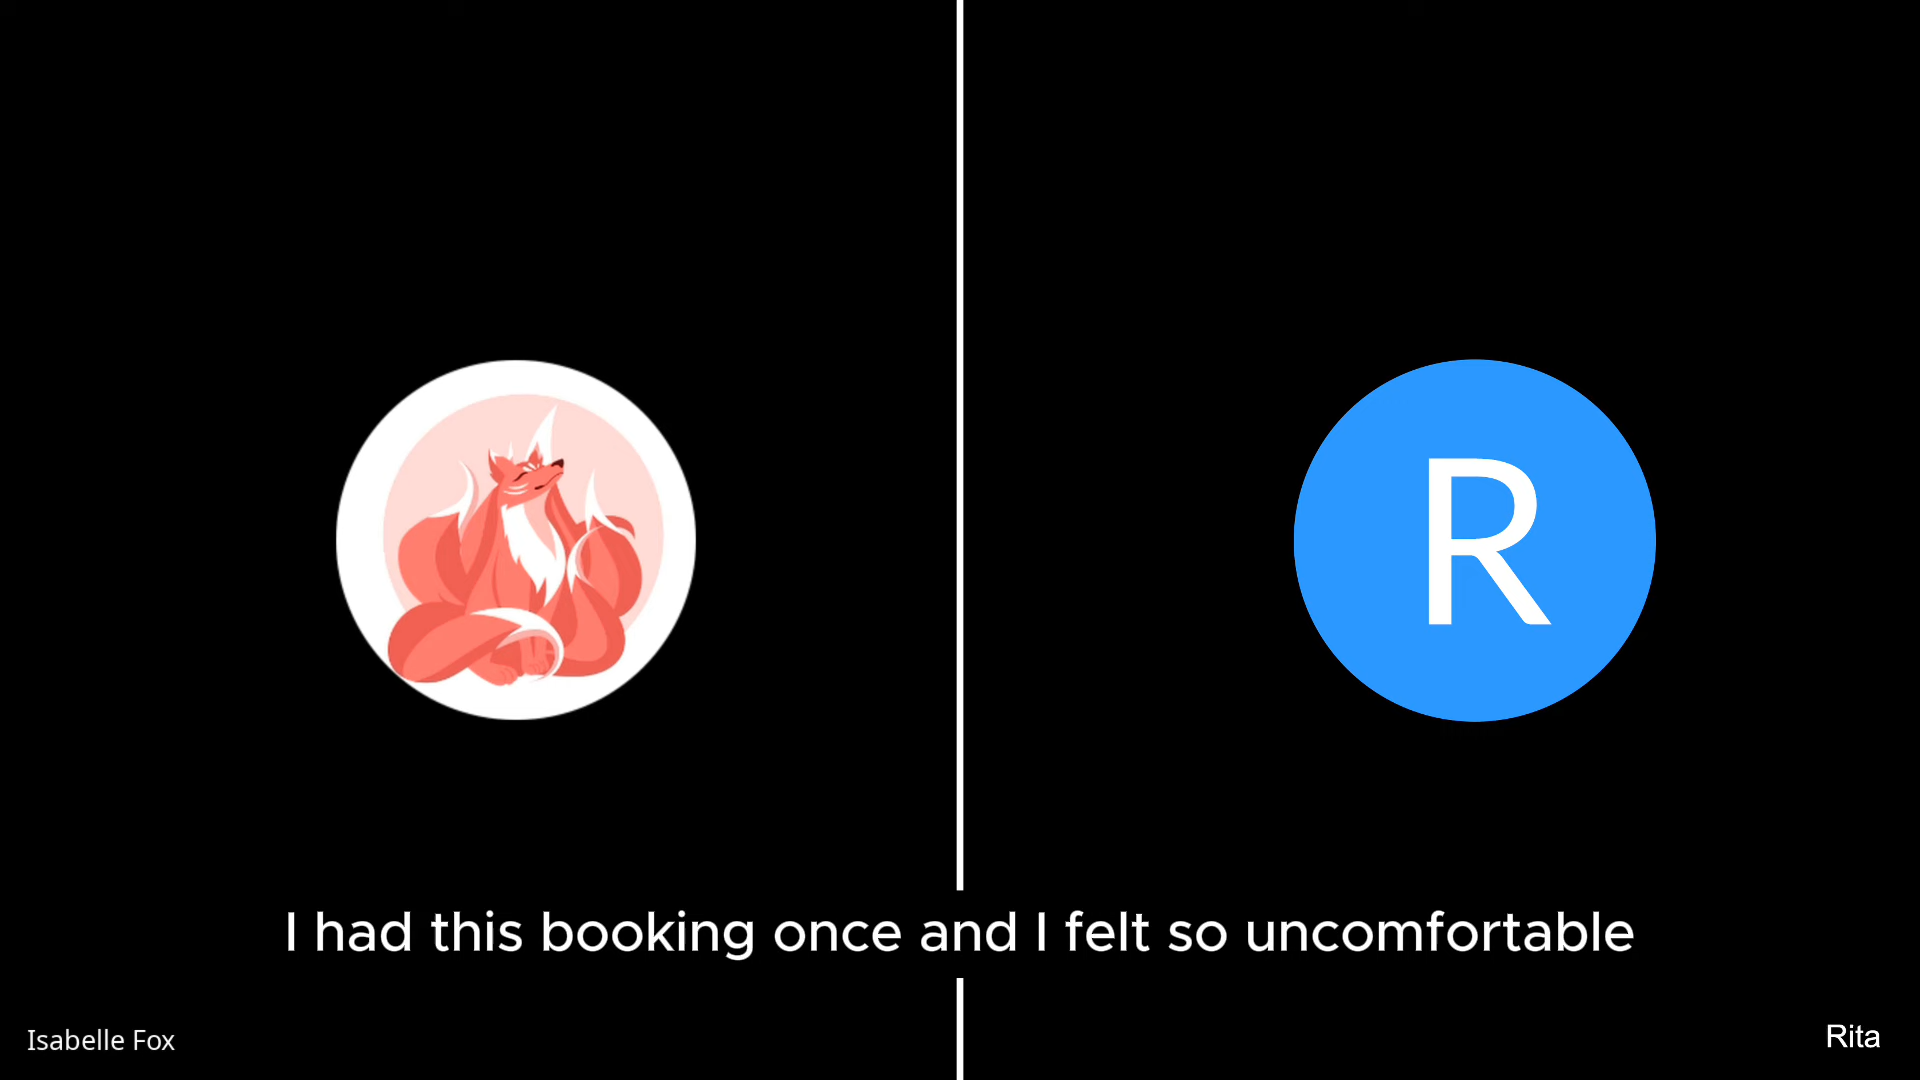 R
I had this booking once and I felt so uncomfortable
Isabelle Fox
Rita